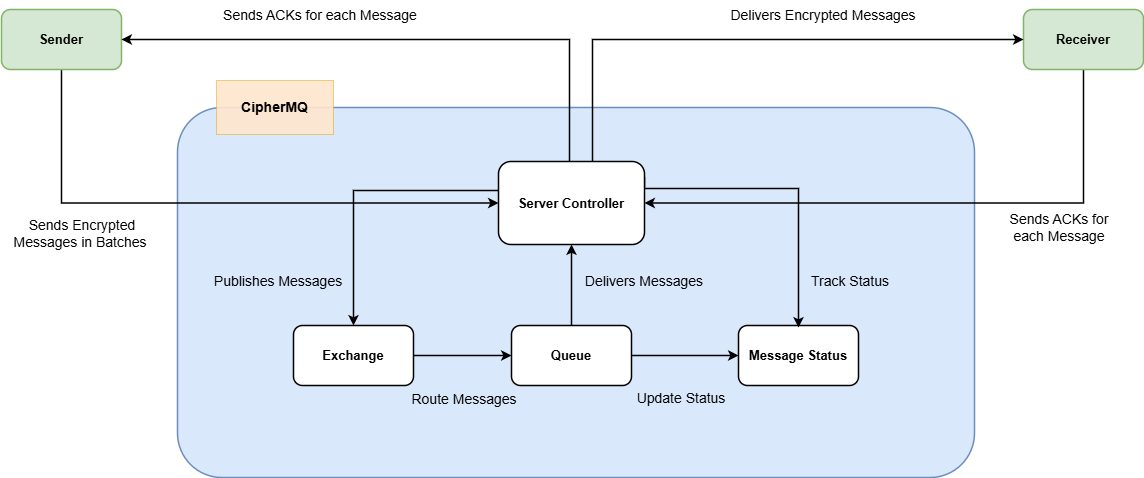 Sends ACKs for each Message
Delivers Encrypted Messages
Sender
Receiver
CipherMQ
Server Controller
Sends Encrypted
Messages in Batches
Sends ACKs for
each Message
Publishes Messages
Delivers Messages
Track Status
Exchange
Queue
Message Status
Route Messages
Update Status